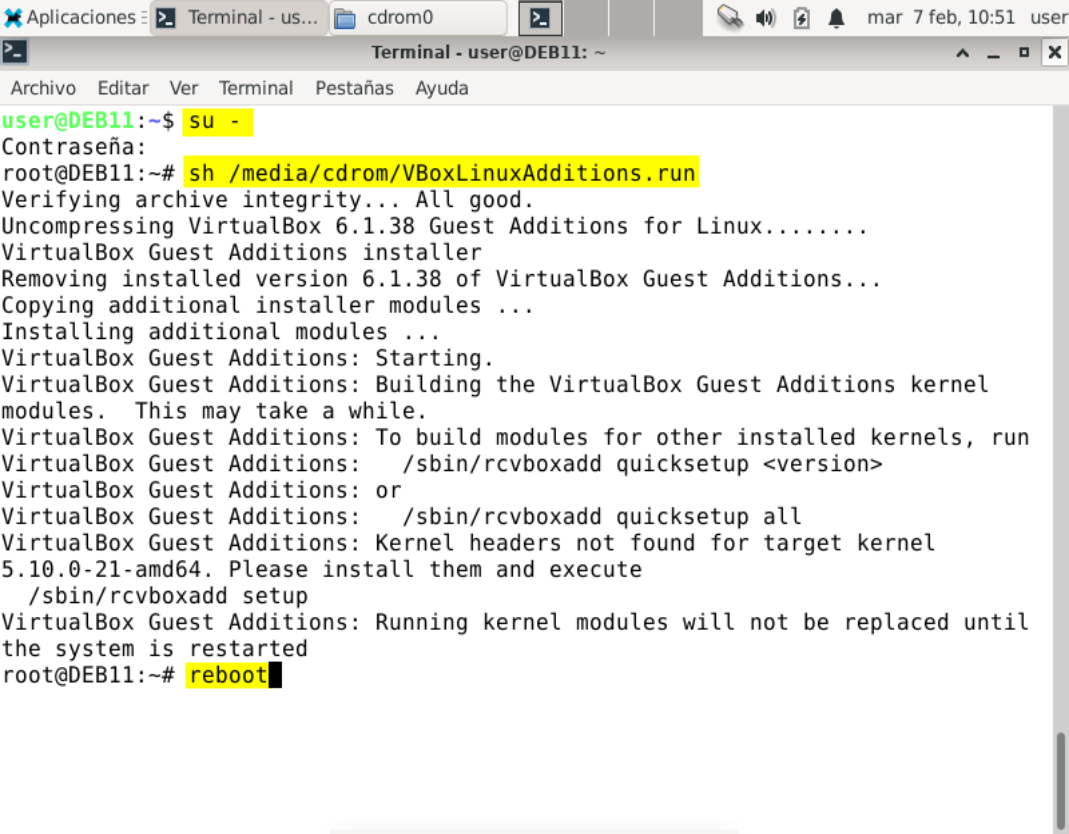 Aplicaciones
Terminal - us...
cdrom0
mar 7 feb, 10:51 user
Terminal - user@DEB11: ~
Archivo Editar Ver Terminal Pestañas Ayuda
user@DEB11:~$ su -
Contraseña:
root@DEB11:~# sh /media/cdrom/VBoxLinuxAdditions.run
Verifying archive integrity... All good.
Uncompressing VirtualBox 6.1.38 Guest Additions for Linux........
VirtualBox Guest Additions installer
Removing installed version 6.1.38 of VirtualBox Guest Additions...
Copying additional installer modules ...
Installing additional modules ...
VirtualBox Guest Additions: Starting.
VirtualBox Guest Additions: Building the VirtualBox Guest Additions kernel
modules.  This may take a while.
VirtualBox Guest Additions: To build modules for other installed kernels, run
VirtualBox Guest Additions:   /sbin/rcvboxadd quicksetup <version>
VirtualBox Guest Additions: or
VirtualBox Guest Additions:   /sbin/rcvboxadd quicksetup all
VirtualBox Guest Additions: Kernel headers not found for target kernel
5.10.0-21-amd64. Please install them and execute
  /sbin/rcvboxadd setup
VirtualBox Guest Additions: Running kernel modules will not be replaced until
the system is restarted
root@DEB11:~# reboot